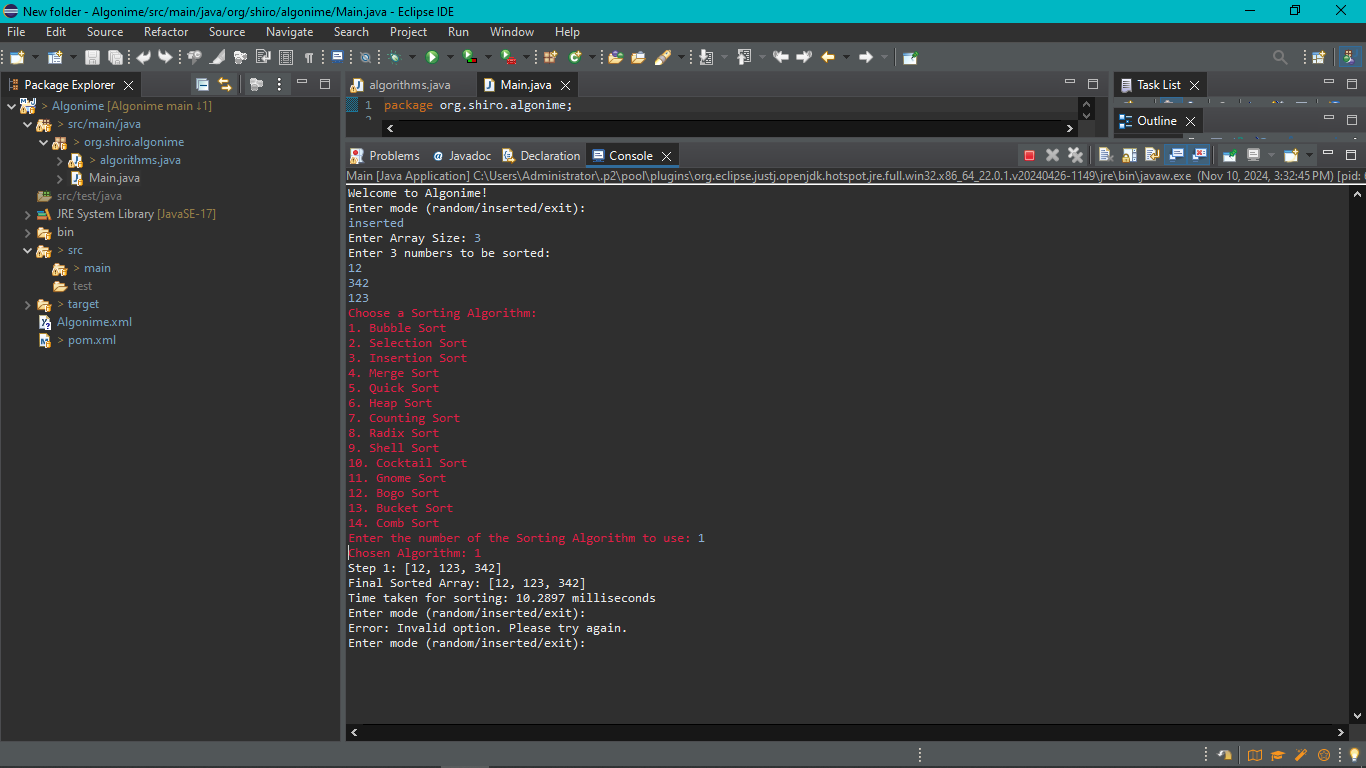 New folder - Algonime/src/main/java/org/shiro/algonime/Main.java - Eclipse IDE
File Edit Source Refactor Source Navigate Search Project Run Window Help
Package Explorer
Algonime [Algonime main ↓1]
> src/main/java
> org.shiro.algonime
> algorithms.java
Main.java
src/test/java
JRE System Library [JavaSE-17]
bin
> src
> main
test
> target
Algonime.xml
> pom.xml
algorithms.java Main.java
1 package org.shiro.algonime;
Task List
Outline
Problems Javadoc Declaration Console
Main [Java Application] C:\Users\Administrator\.p2\pool\plugins\org.eclipse.justj.openjdk.hotspot.jre.full.win32.x86_64_22.0.1.v20240426-1149\jre\bin\javaw.exe (Nov 10, 2024, 3:32:45 PM) [pid:
Welcome to Algonime!
Enter mode (random/inserted/exit):
inserted
Enter Array Size: 3
Enter 3 numbers to be sorted:
12
342
123
Choose a Sorting Algorithm:
1. Bubble Sort
2. Selection Sort
3. Insertion Sort
4. Merge Sort
5. Quick Sort
6. Heap Sort
7. Counting Sort
8. Radix Sort
9. Shell Sort
10. Cocktail Sort
11. Gnome Sort
12. Bogo Sort
13. Bucket Sort
14. Comb Sort
Enter the number of the Sorting Algorithm to use: 1
Chosen Algorithm: 1
Step 1: [12, 123, 342]
Final Sorted Array: [12, 123, 342]
Time taken for sorting: 10.2897 milliseconds
Enter mode (random/inserted/exit):
Error: Invalid option. Please try again.
Enter mode (random/inserted/exit):